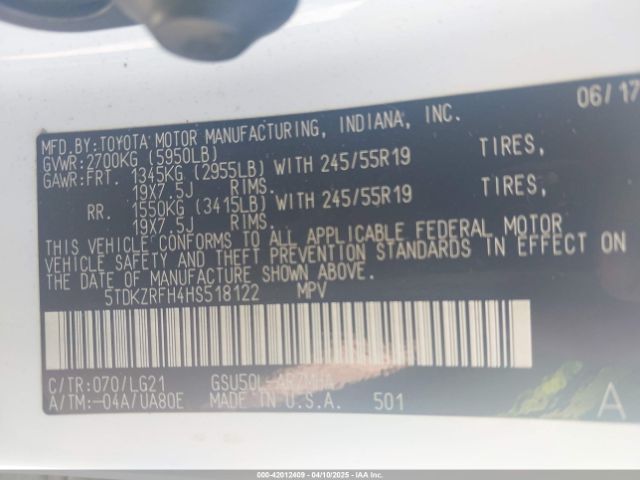 06/17
MFD.BY:TOYOTA MOTOR MANUFACTURING, INDIANA, INC.
GVWR:2700KG (5950LB)
GAWR:FRT. 1345KG (2955LB) WITH 245/55R19 TIRES,
19X7.5J RIMS.
RR. 1550KG (3415LB) WITH 245/55R19 TIRES,
19X7.5J RIMS.
THIS VEHICLE CONFORMS TO ALL APPLICABLE FEDERAL MOTOR
VEHICLE SAFETY AND THEFT PREVENTION STANDARDS IN EFFECT ON
THE DATE OF MANUFACTURE SHOWN ABOVE.
5TDKZRFH4HS518122 MPV
C/TR:070/LG21
A/TM:-04A/UA80E MADE IN U.S.A. 501
A
000-42012409 - 04/10/2025 - IAAI.COM